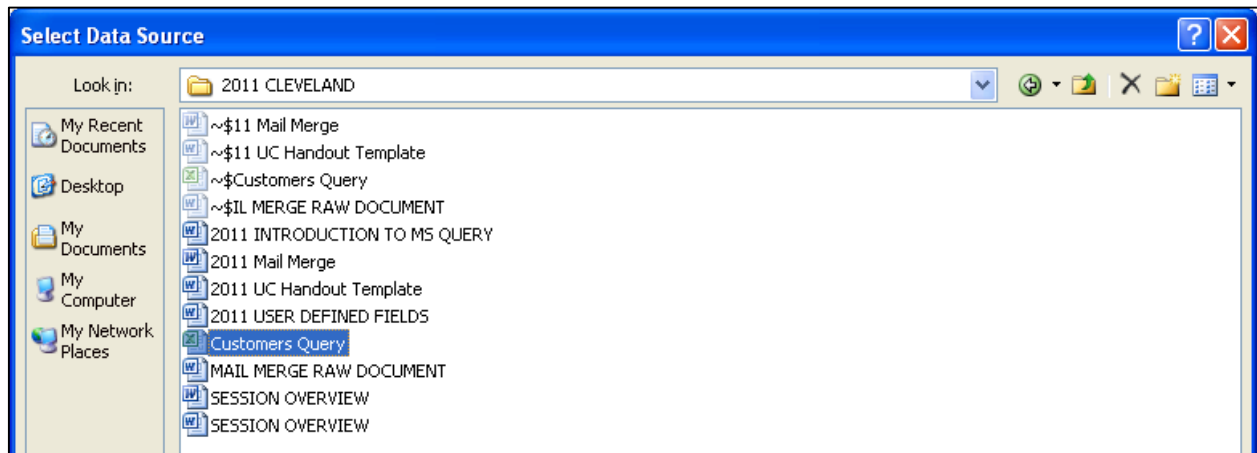 Select Data Source
Look in:
2011 CLEVELAND
My Recent
Documents
Desktop
My
Documents
My
Computer
My Network
Places
~$11 Mail Merge
~$11 UC Handout Template
~$Customers Query
~$IL MERGE RAW DOCUMENT
2011 INTRODUCTION TO MS QUERY
2011 Mail Merge
2011 UC Handout Template
2011 USER DEFINED FIELDS
Customers Query
MAIL MERGE RAW DOCUMENT
SESSION OVERVIEW
SESSION OVERVIEW